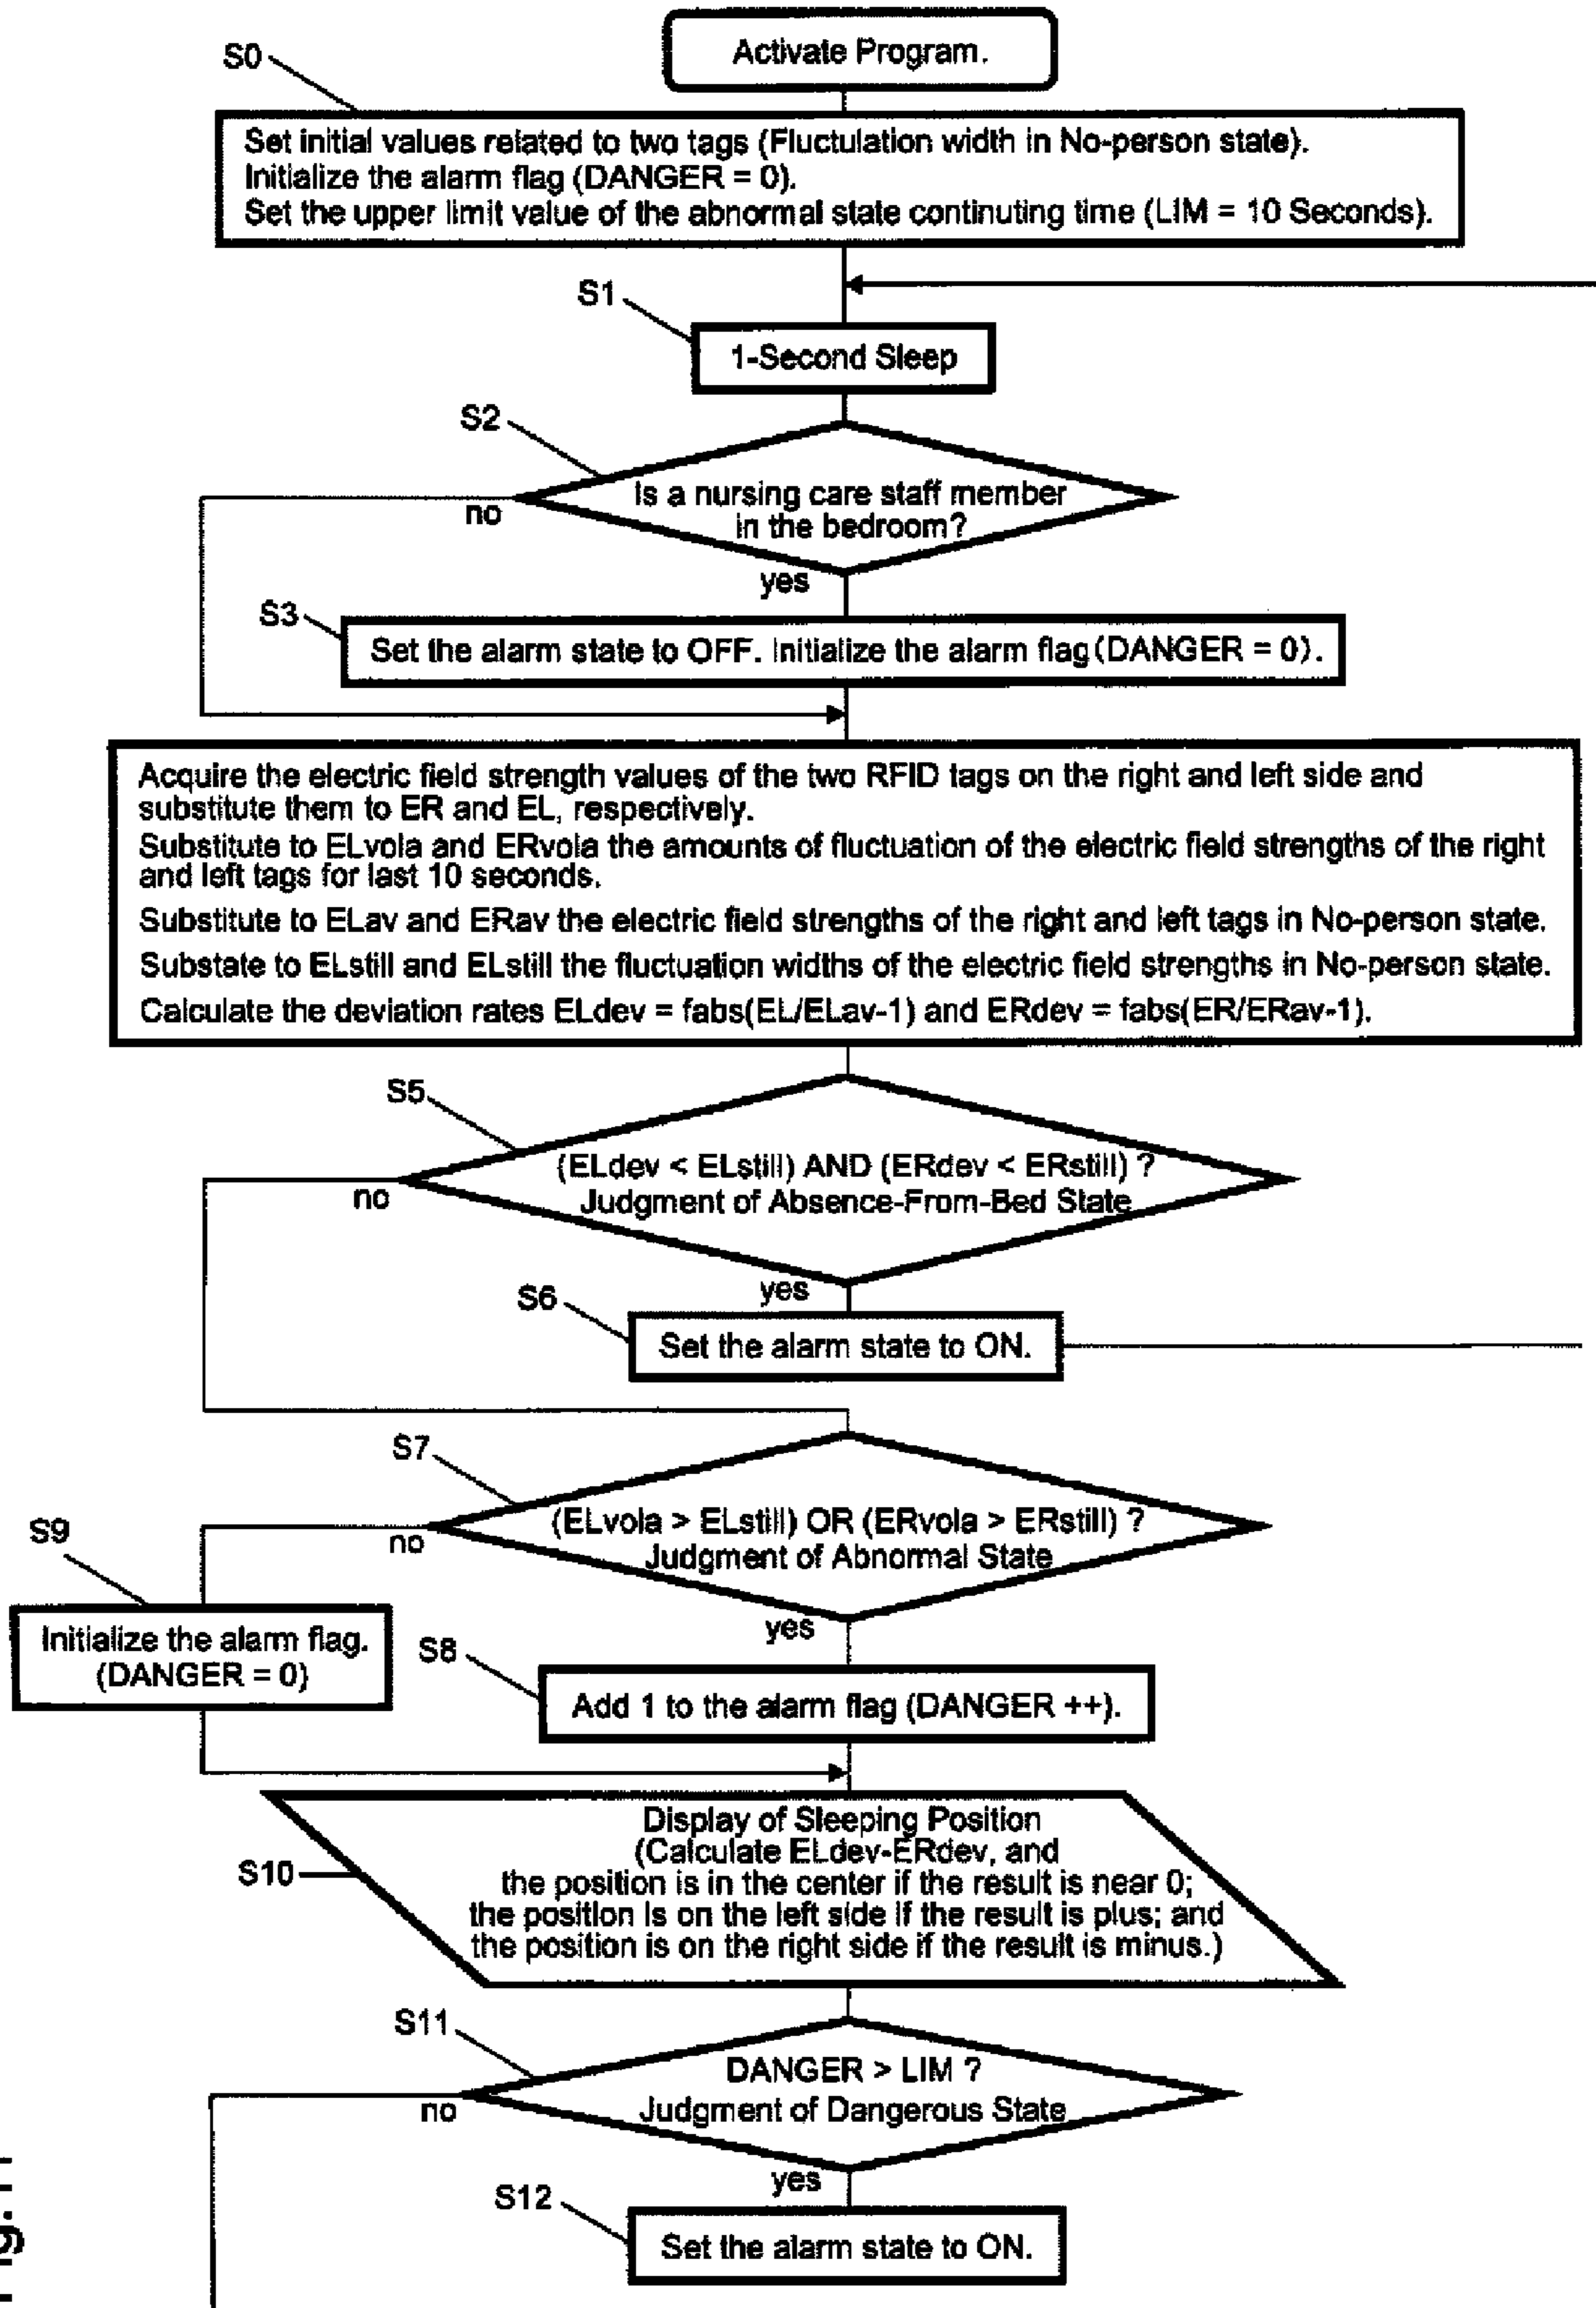 Activate Program.
S0
Set initial values related to two tags (Fluctulation width in No-person state).
Initialize the alarm flag (DANGER = 0).
Set the upper limit value of the abnormal state continuting time (LIM = 10 Seconds).
S1
1-Second Sleep
S2
Is a nursing care staff member
in the bedroom?
no
yes
S3
Set the alarm state to OFF. Initialize the alarm flag (DANGER = 0).
Acquire the electric field strength values of the two RFID tags on the right and left side and
substitute them to ER and EL, respectively.
Substitute to ELvola and ERvola the amounts of fluctuation of the electric field strengths of the right
and left tags for last 10 seconds.
Substitute to ELav and ERav the electric field strengths of the right and left tags in No-person state.
Substate to ELstill and ELstill the fluctuation widths of the electric field strengths in No-person state.
Calculate the deviation rates ELdev = fabs(EL/ELav-1) and ERdev = fabs(ER/ERav-1).
S5
(ELdev < ELstill) AND (ERdev < ERstill) ?
Judgment of Absence-From-Bed State
no
yes
S6
Set the alarm state to ON.
S7
(ELvola > ELstill) OR (ERvola > ERstill) ?
Judgment of Abnormal State
no
yes
S9
Initialize the alarm flag.
(DANGER = 0)
S8
Add 1 to the alarm flag (DANGER ++).
S10
Display of Sleeping Position
(Calculate ELdev-ERdev, and
the position is in the center if the result is near 0;
the position is on the left side if the result is plus; and
the position is on the right side if the result is minus.)
S11
DANGER > LIM ?
Judgment of Dangerous State
no
yes
S12
Set the alarm state to ON.